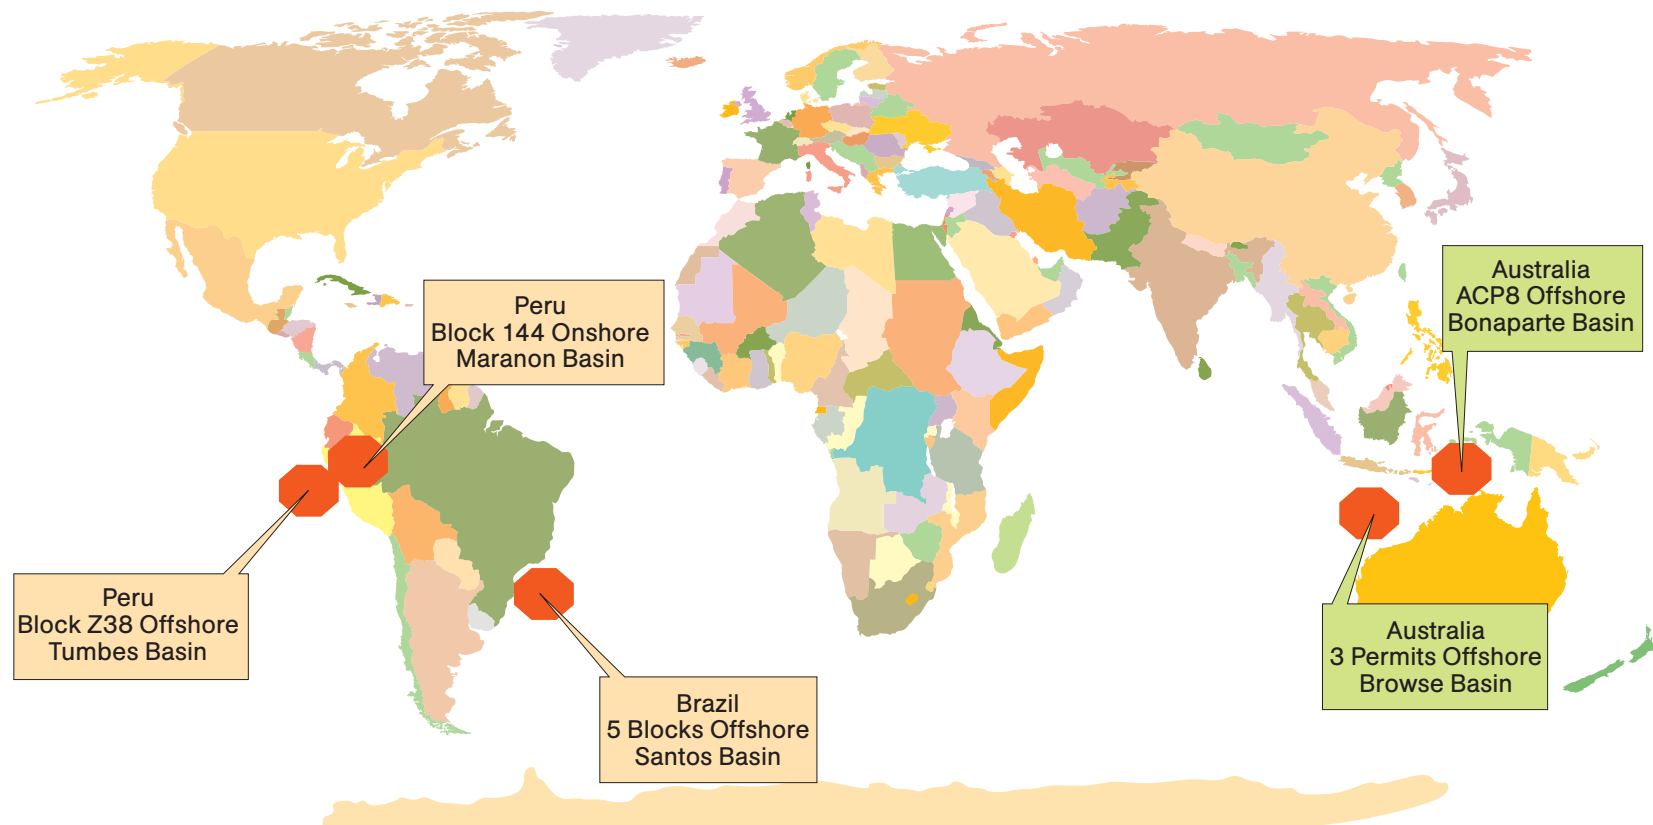 Australia
ACP8 Offshore
Bonaparte Basin
Peru
Block 144 Onshore
Maranon Basin
Peru
Block Z38 Offshore
Tumbes Basin
Australia
3 Permits Offshore
Browse Basin
Brazil
5 Blocks Offshore
Santos Basin